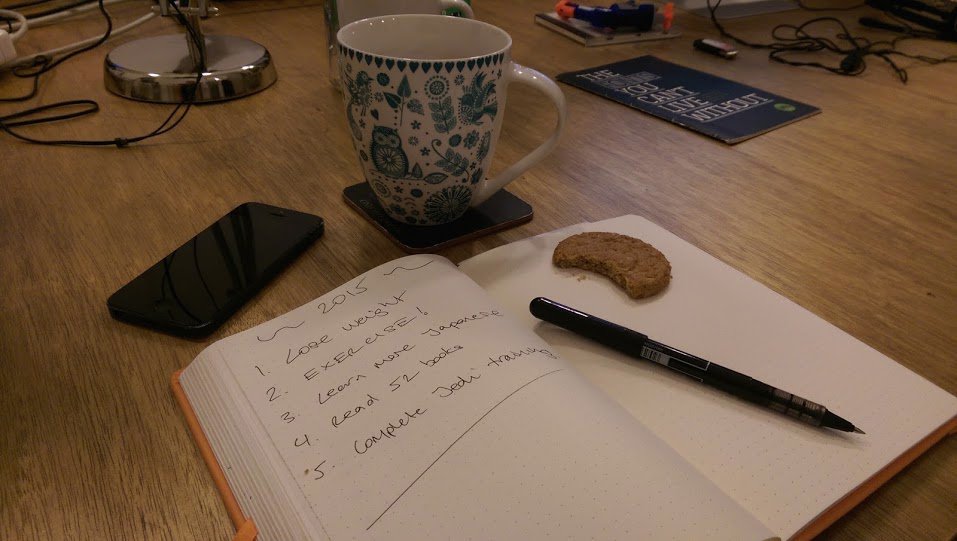 THE
YOU
CAN'T
LIVE
WITHOUT
~ 2015 ~
1. Lose weight
2. EXERCISE!
3. Learn more Japanese
4. Read 52 books
5. Complete Jedi training